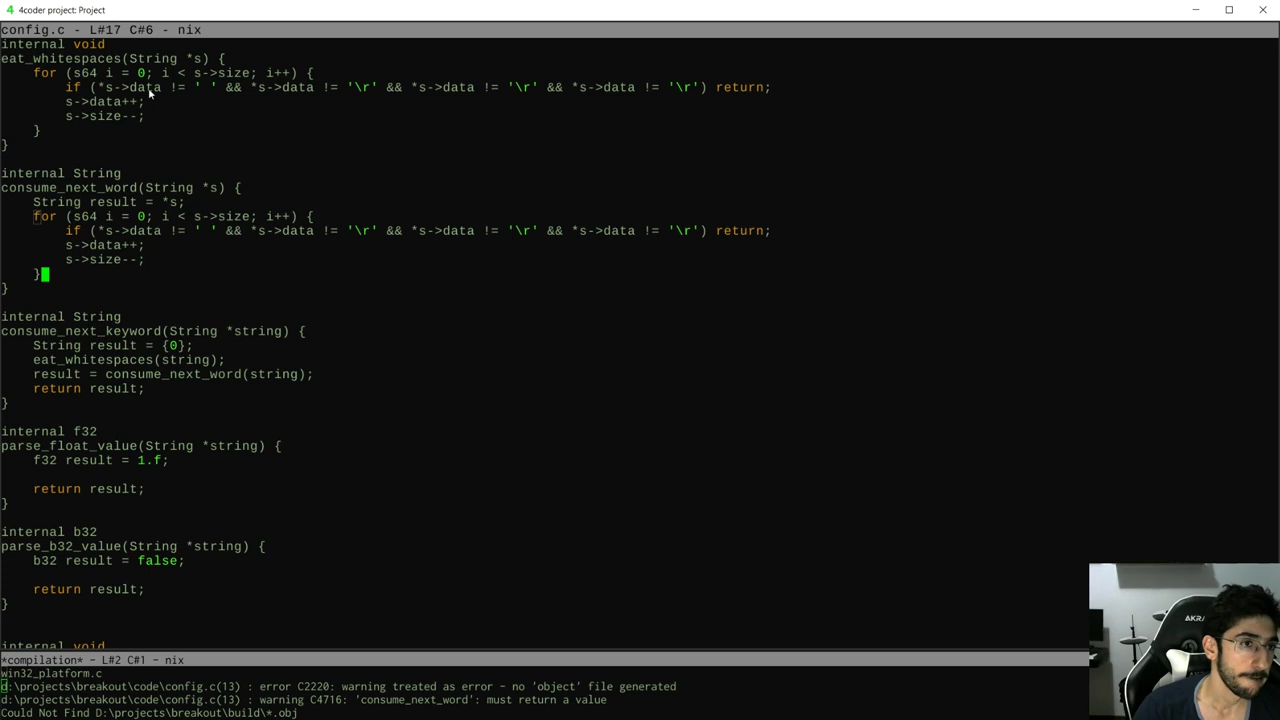 4 4coder project: Project
config.c - L#17 C#6 - nix
internal void
eat_whitespaces(String *s) {
    for (s64 i = 0; i < s->size; i++) {
        if (*s->data != ' ' && *s->data != '\r' && *s->data != '\r' && *s->data != '\r') return;
        s->data++;
        s->size--;
    }
}
internal String
consume_next_word(String *s) {
    String result = *s;
    for (s64 i = 0; i < s->size; i++) {
        if (*s->data != ' ' && *s->data != '\r' && *s->data != '\r' && *s->data != '\r') return;
        s->data++;
        s->size--;
    }
}
internal String
consume_next_keyword(String *string) {
    String result = {0};
    eat_whitespaces(string);
    result = consume_next_word(string);
    return result;
}
internal f32
parse_float_value(String *string) {
    f32 result = 1.f;
    return result;
}
internal b32
parse_b32_value(String *string) {
    b32 result = false;
    return result;
}
internal void
*compilation* - L#2 C#1 - nix
win32_platform.c
d:\projects\breakout\code\config.c(13) : error C2220: warning treated as error - no 'object' file generated
d:\projects\breakout\code\config.c(13) : warning C4716: 'consume_next_word': must return a value
Could Not Find D:\projects\breakout\build\*.obj
AKRA